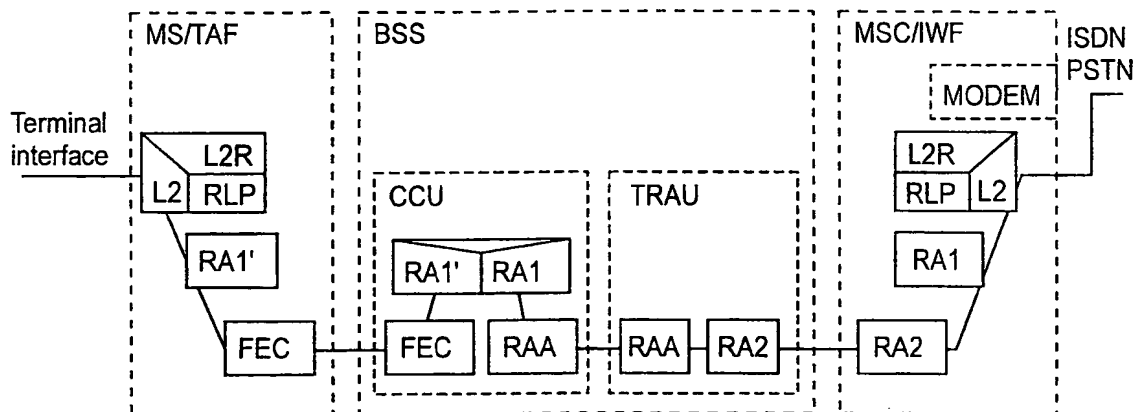 MS/TAF
BSS
MSC/IWF
ISDN
PSTN
MODEM
Terminal
interface
L2R
L2
RLP
L2R
RLP
L2
CCU
TRAU
RA1'
RA1'
RA1
RA1
FEC
FEC
RAA
RAA
RA2
RA2